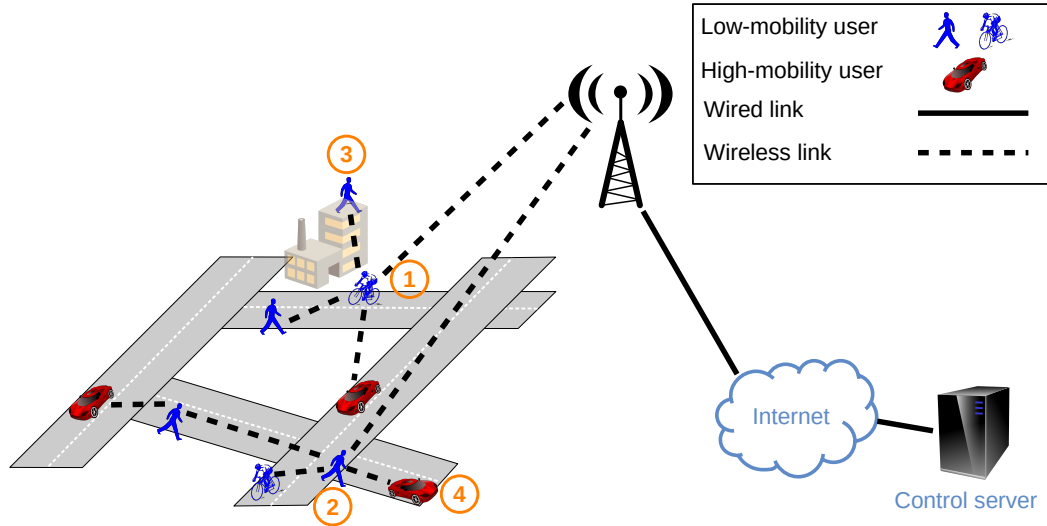 Low-mobility user
High-mobility user
Wired link
Wireless link
3
1
2
4
Internet
Control server